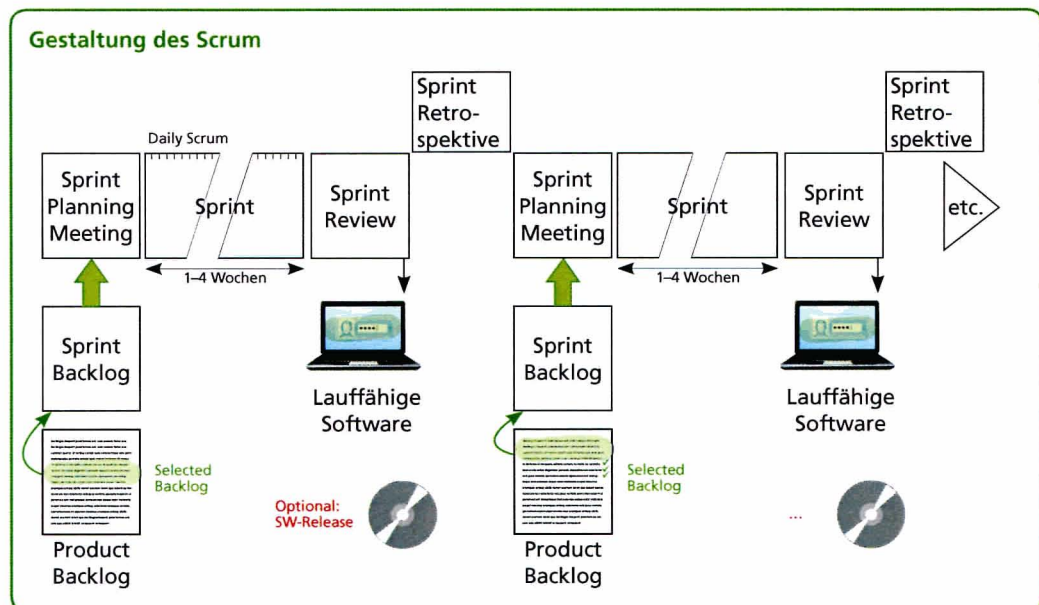 Gestaltung des Scrum
Sprint
Retro-
spektive
Sprint
Retro-
spektive
Daily Scrum
Sprint
Planning
Meeting
Sprint
Sprint
Review
Sprint
Planning
Meeting
Sprint
Sprint
Review
etc.
1–4 Wochen
1–4 Wochen
Sprint
Backlog
Lauffähige
Software
Sprint
Backlog
Lauffähige
Software
Selected
Backlog
Selected
Backlog
Optional:
SW-Release
...
Product
Backlog
Product
Backlog